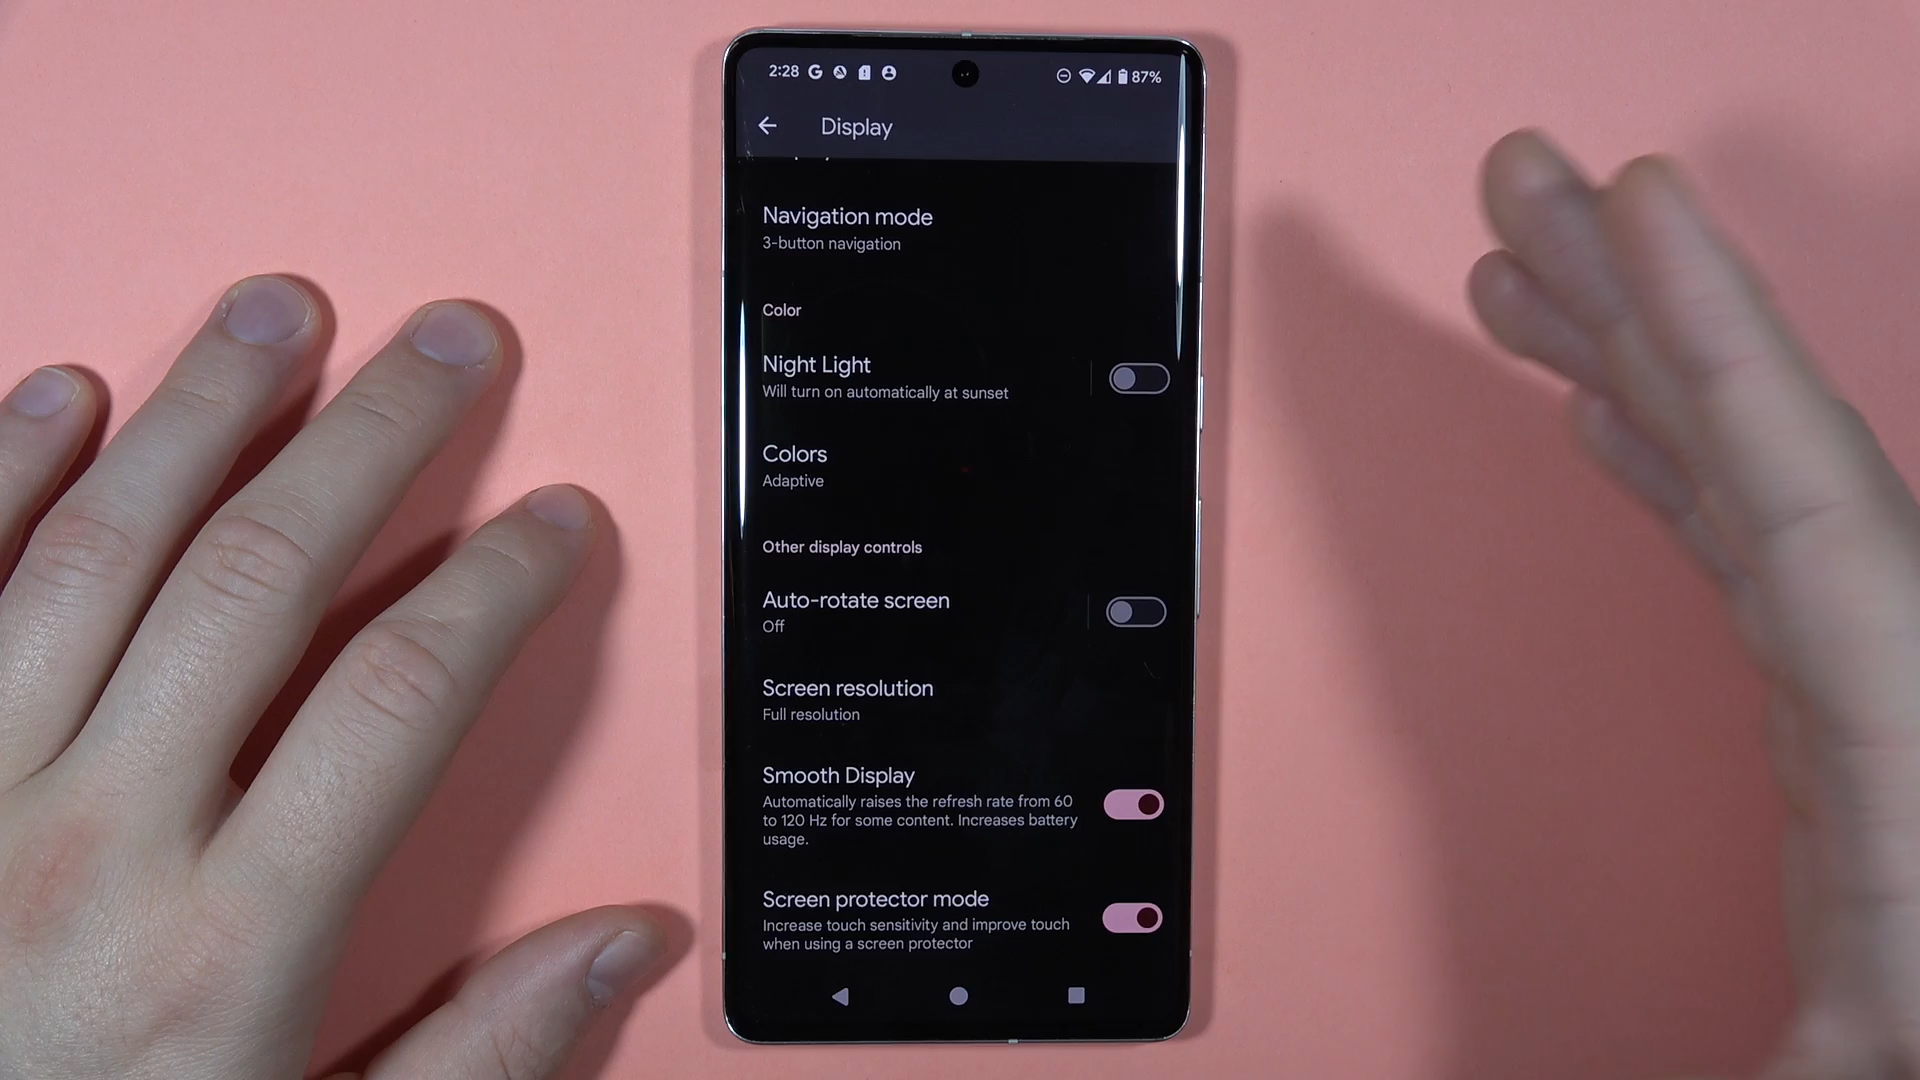 2:28
87%
Display
Navigation mode
3-button navigation
Color
Night Light
Will turn on automatically at sunset
Colors
Adaptive
Other display controls
Auto-rotate screen
Off
Screen resolution
Full resolution
Smooth Display
Automatically raises the refresh rate from 60
to 120 Hz for some content. Increases battery
usage.
Screen protector mode
Increase touch sensitivity and improve touch
when using a screen protector